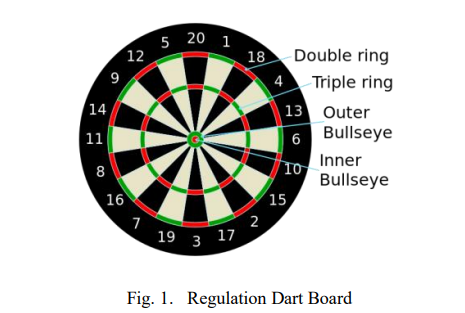 20
1
18
4
13
6
10
15
2
17
3
19
7
16
8
11
14
9
12
5
Double ring
Triple ring
Outer
Bullseye
Inner
Bullseye
Fig. 1. Regulation Dart Board